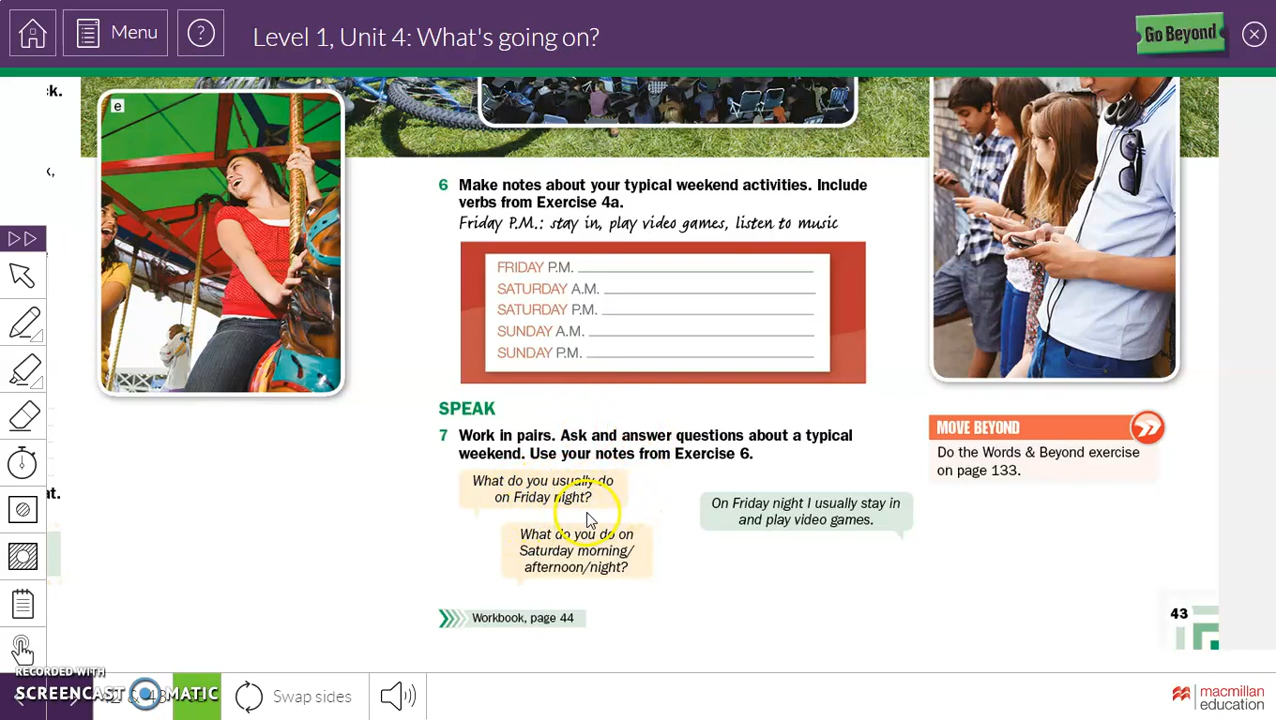 Menu
?
Level 1, Unit 4: What's going on?
Go Beyond
ck.
e
6 Make notes about your typical weekend activities. Include
verbs from Exercise 4a.
Friday P.M.: stay in, play video games, listen to music
FRIDAY P.M.
SATURDAY A.M.
SATURDAY P.M.
SUNDAY A.M.
SUNDAY P.M.
SPEAK
7 Work in pairs. Ask and answer questions about a typical
weekend. Use your notes from Exercise 6.
What do you usually do
on Friday night?
What do you do on
Saturday morning/
afternoon/night?
On Friday night I usually stay in
and play video games.
MOVE BEYOND
Do the Words & Beyond exercise
on page 133.
at.
Workbook, page 44
43
RECORDED WITH
SCREENCAST MATIC
Swap sides
macmillan
education